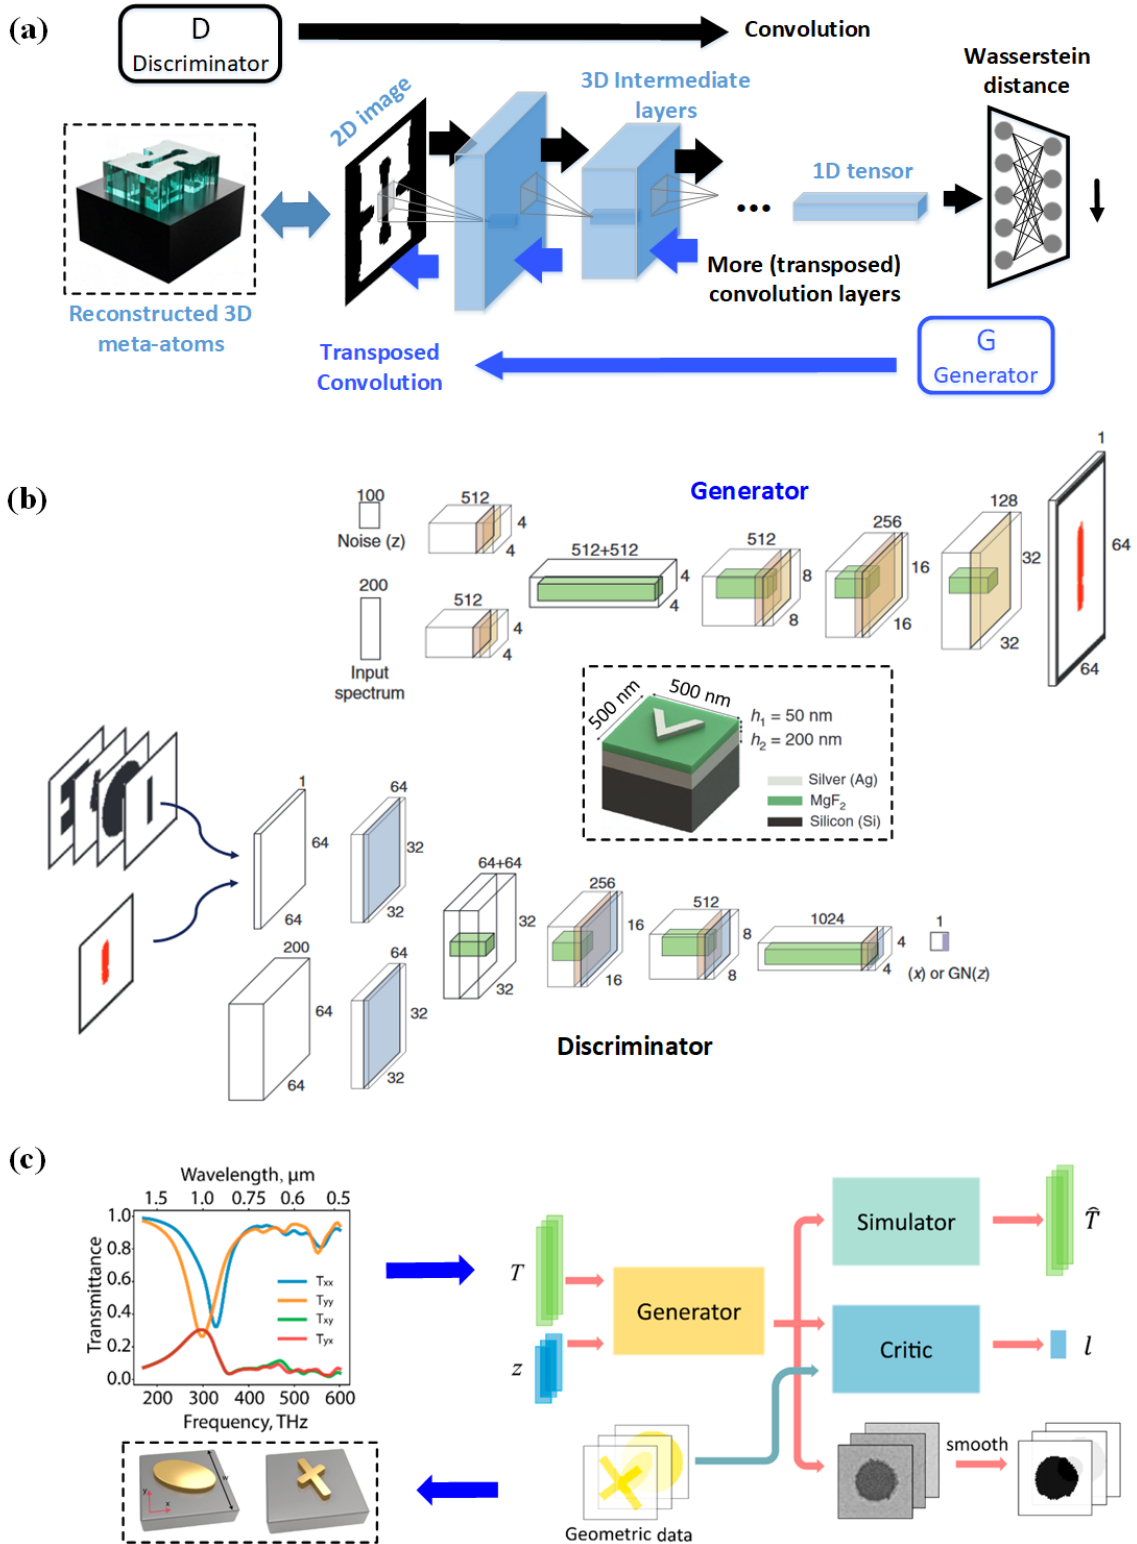 (a)
D
Discriminator
Convolution
Wasserstein
distance
2D image
3D Intermediate
layers
1D tensor
...
More (transposed)
convolution layers
Reconstructed 3D
meta-atoms
Transposed
Convolution
G
Generator
(b)
Generator
100
Noise (z)
512
4
4
200
Input
spectrum
512
4
4
512+512
4
4
512
8
8
256
16
16
128
32
32
1
64
64
500 nm
500 nm
h1 = 50 nm
h2 = 200 nm
Silver (Ag)
MgF2
Silicon (Si)
1
64
64
64
32
32
200
64
64
64
32
32
64+64
32
32
256
16
16
512
8
8
1024
4
4
1
(x) or GN(z)
Discriminator
(c)
Wavelength, μm
1.5 1.0 0.75 0.6 0.5
Transmittance
1.0
0.8
0.6
0.4
0.2
0.0
Txx
Tyy
Txy
Tyx
200 300 400 500 600
Frequency, THz
y
x
w
T
z
Generator
Simulator
T̂
Critic
l
smooth
Geometric data